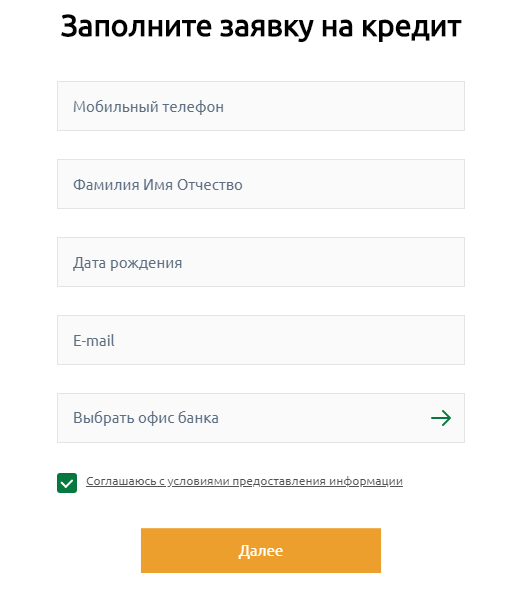 Заполните заявку на кредит
Мобильный телефон
Фамилия Имя Отчество
Дата рождения
E-mail
Выбрать офис банка
Соглашаюсь с условиями предоставления информации
Далее